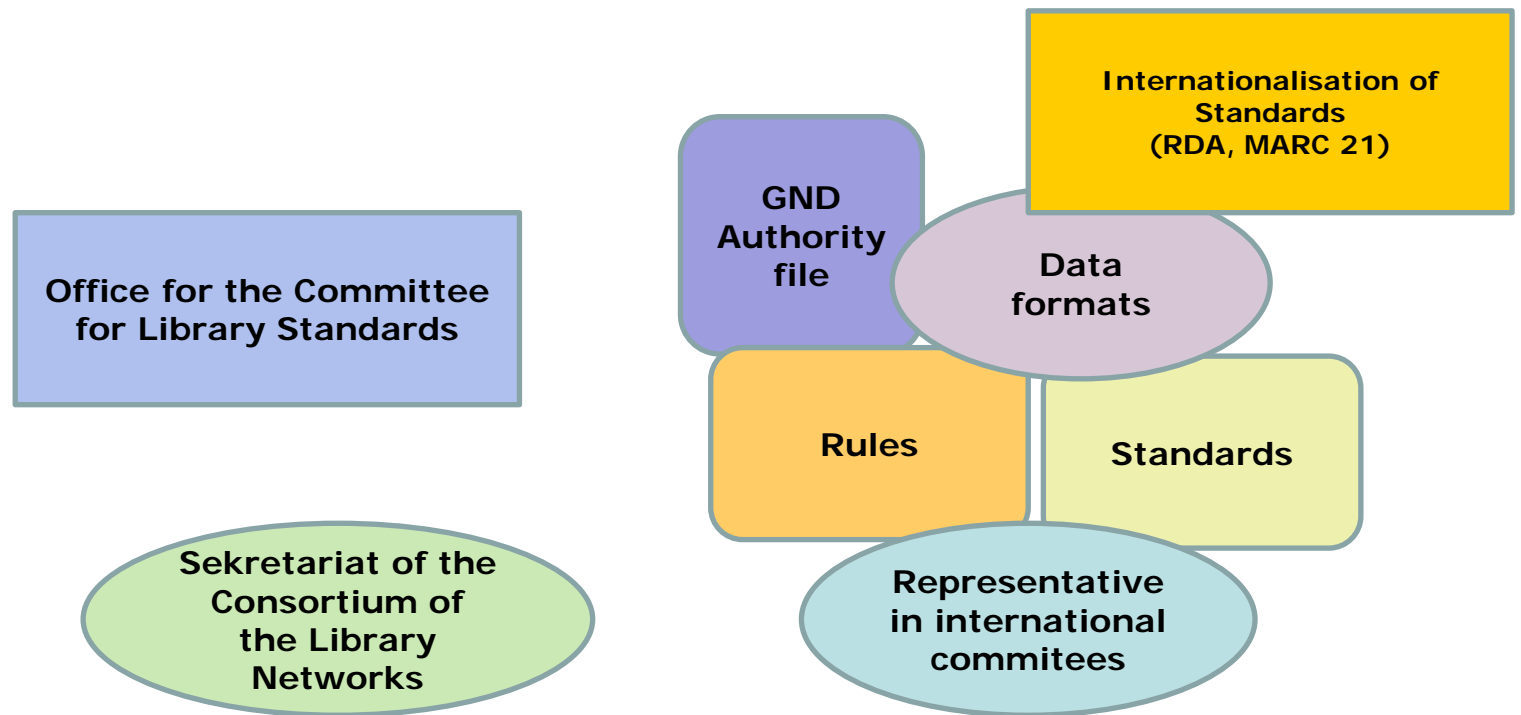 Internationalisation of
Standards
(RDA, MARC 21)
GND
Authority
file
Data
formats
Office for the Committee
for Library Standards
Rules
Standards
Sekretariat of the
Consortium of
the Library
Networks
Representative
in international
commitees